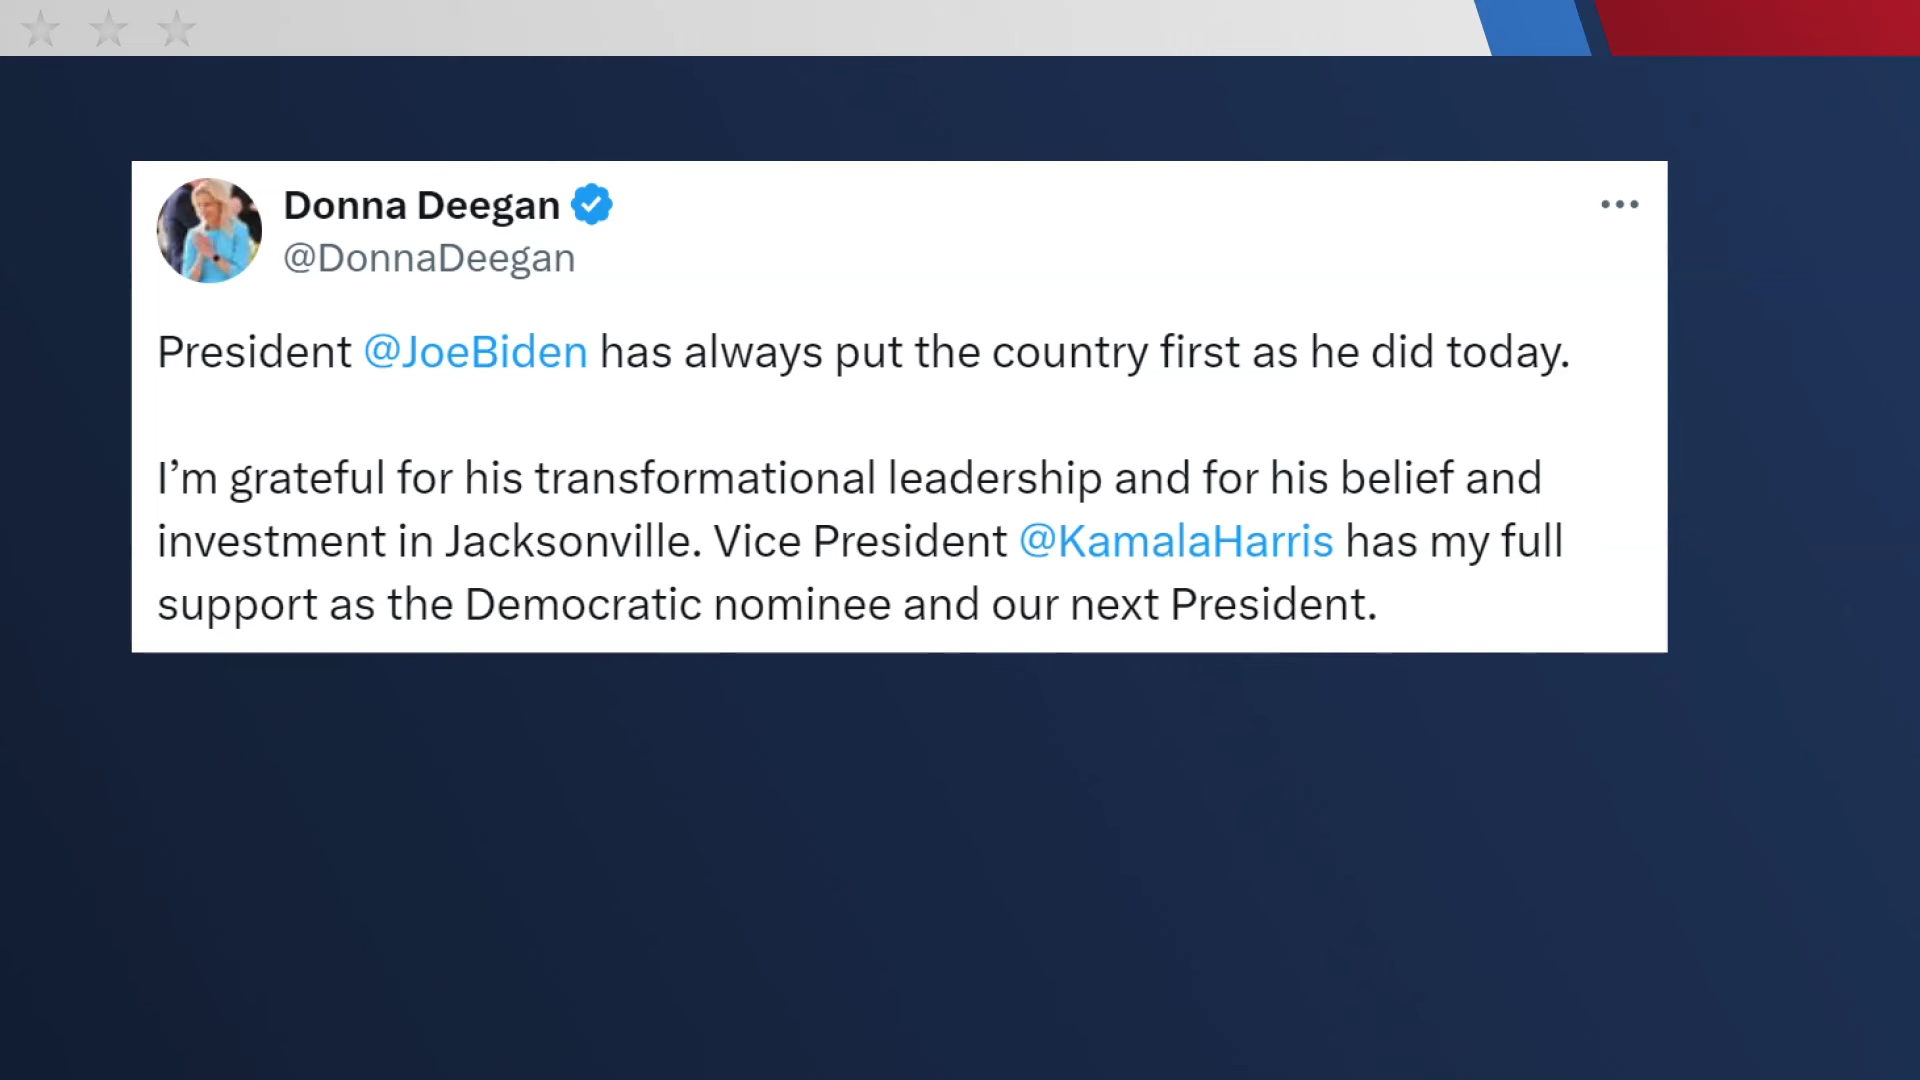 Donna Deegan
@DonnaDeegan
President @JoeBiden has always put the country first as he did today.
I’m grateful for his transformational leadership and for his belief and
investment in Jacksonville. Vice President @KamalaHarris has my full
support as the Democratic nominee and our next President.